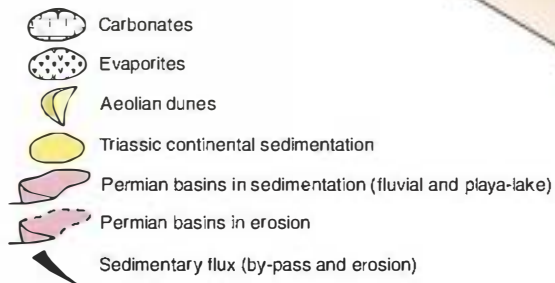 Carbonates
Evaporites
Aeolian dunes
Triassic continental sedimentation
Permian basins in sedimentation (fluvial and playa-lake)
Permian basins in erosion
Sedimentary flux (by-pass and erosion)